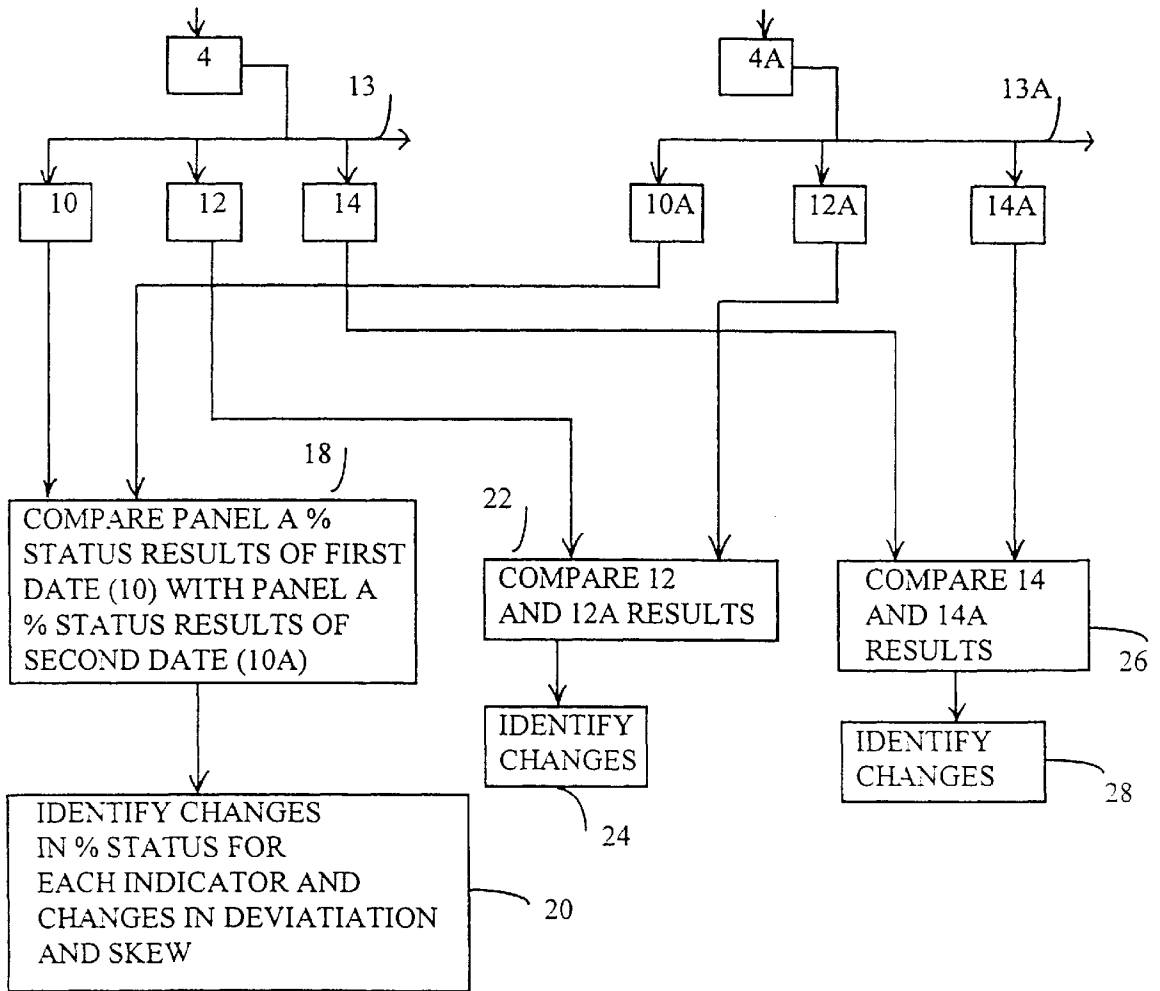 4
4A
13
13A
10
12
14
10A
12A
14A
18
COMPARE PANEL A %
STATUS RESULTS OF FIRST
DATE (10) WITH PANEL A
% STATUS RESULTS OF
SECOND DATE (10A)
22
COMPARE 12
AND 12A RESULTS
COMPARE 14
AND 14A
RESULTS
26
IDENTIFY
CHANGES
24
IDENTIFY
CHANGES
28
IDENTIFY CHANGES
IN % STATUS FOR
EACH INDICATOR AND
CHANGES IN DEVIATIATION
AND SKEW
20